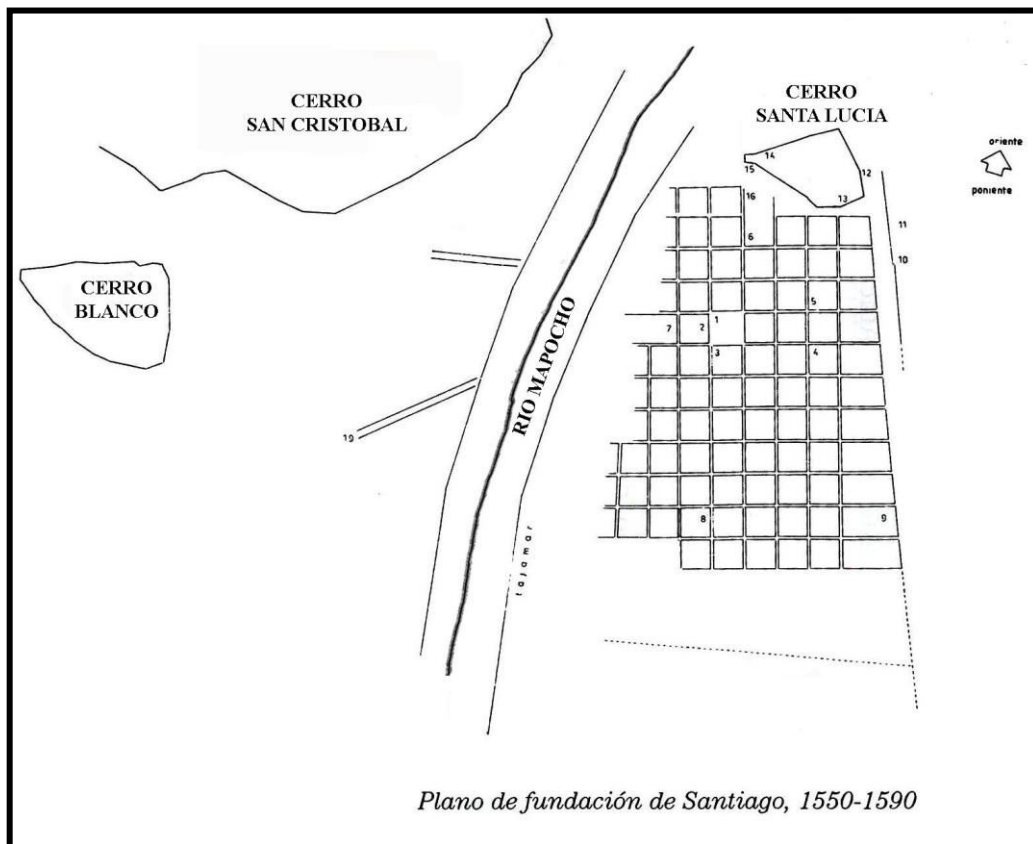 CERRO
SAN CRISTOBAL
CERRO
SANTA LUCIA
oriente
poniente
14
15
12
13
16
11
6
10
CERRO
BLANCO
5
1
7
2
3
4
RIO MAPOCHO
19
8
9
tajamar
Plano de fundación de Santiago, 1550-1590